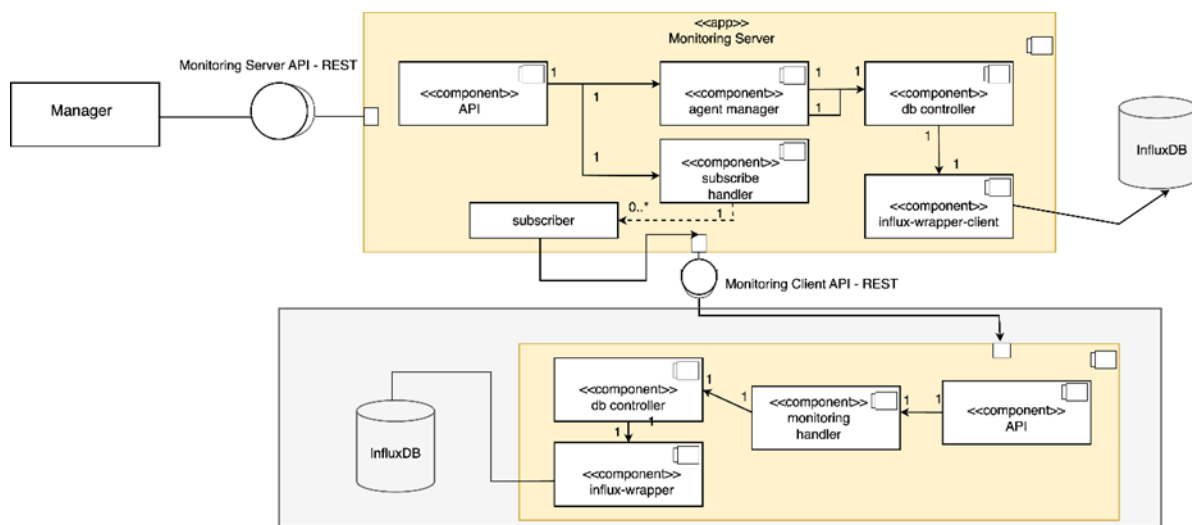 <<app>>
Monitoring Server
Monitoring Server API - REST
Manager
<<component>>
API
1
1
1
<<component>>
agent manager
1
1
1
<<component>>
db controller
1
1
<<component>>
subscribe
handler
1
0..*
subscriber
<<component>>
influx-wrapper-client
InfluxDB
Monitoring Client API - REST
<<component>>
db controller
1
1
1
1
<<component>>
monitoring
handler
1
1
<<component>>
API
<<component>>
influx-wrapper
InfluxDB